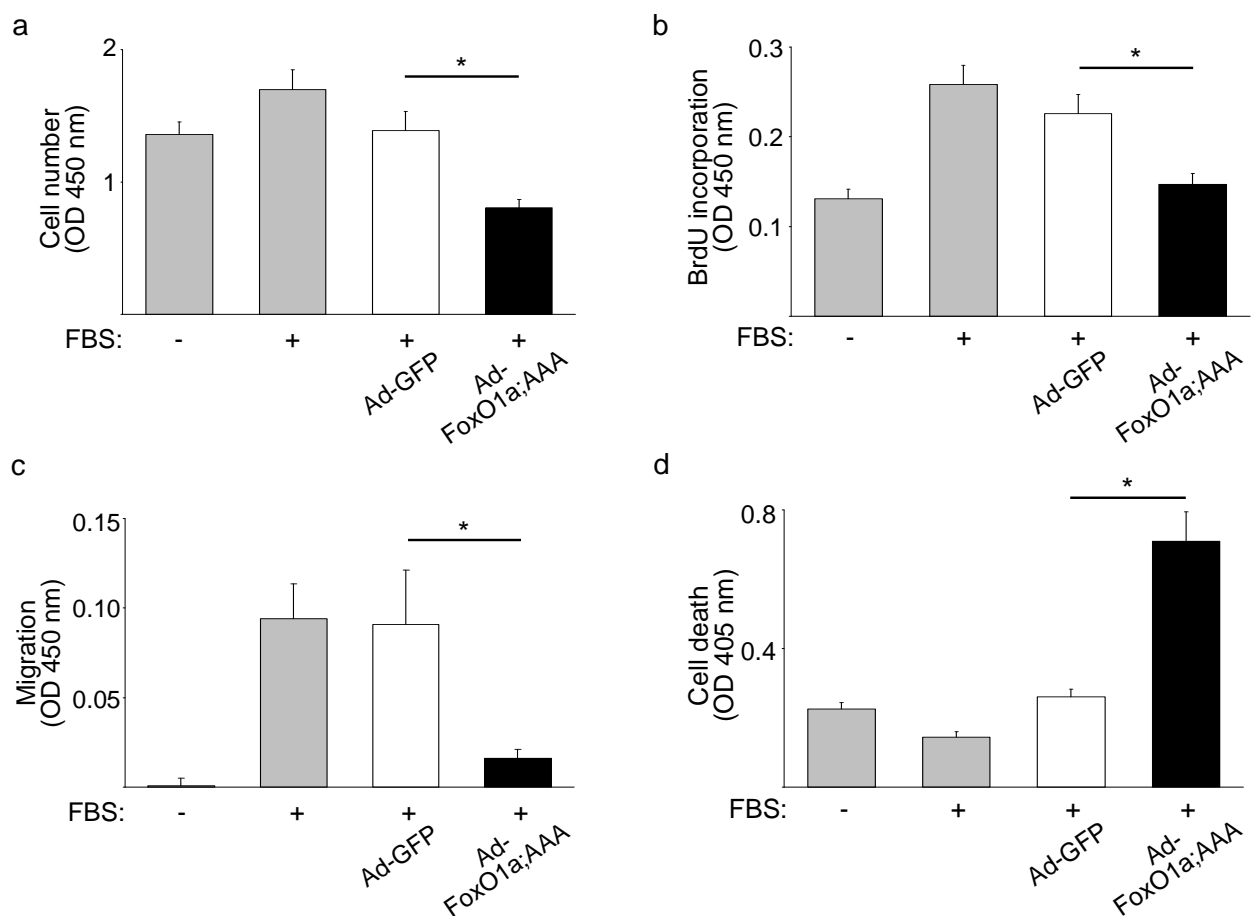 a
2
*
1
Cell number
(OD 450 nm)
FBS: - + + +
Ad-GFP
Ad-
FoxO1a;AAA
b
0.3
*
0.2
0.1
BrdU incorporation
(OD 450 nm)
FBS: - + + +
Ad-GFP
Ad-
FoxO1a;AAA
c
0.15
*
0.10
0.05
Migration
(OD 450 nm)
FBS: - + + +
Ad-GFP
Ad-
FoxO1a;AAA
d
0.8
*
0.4
Cell death
(OD 405 nm)
FBS: - + + +
Ad-GFP
Ad-
FoxO1a;AAA